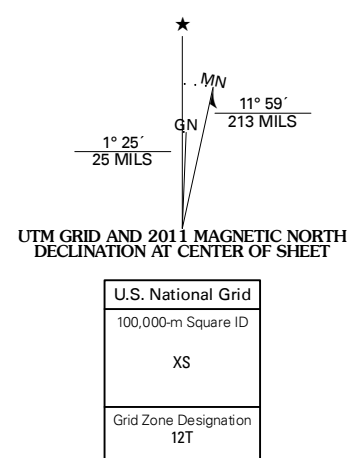 ★
MN
GN
11° 59´
213 MILS
1° 25´
25 MILS
UTM GRID AND 2011 MAGNETIC NORTH
DECLINATION AT CENTER OF SHEET
U.S. National Grid
100,000-m Square ID
XS
Grid Zone Designation
12T